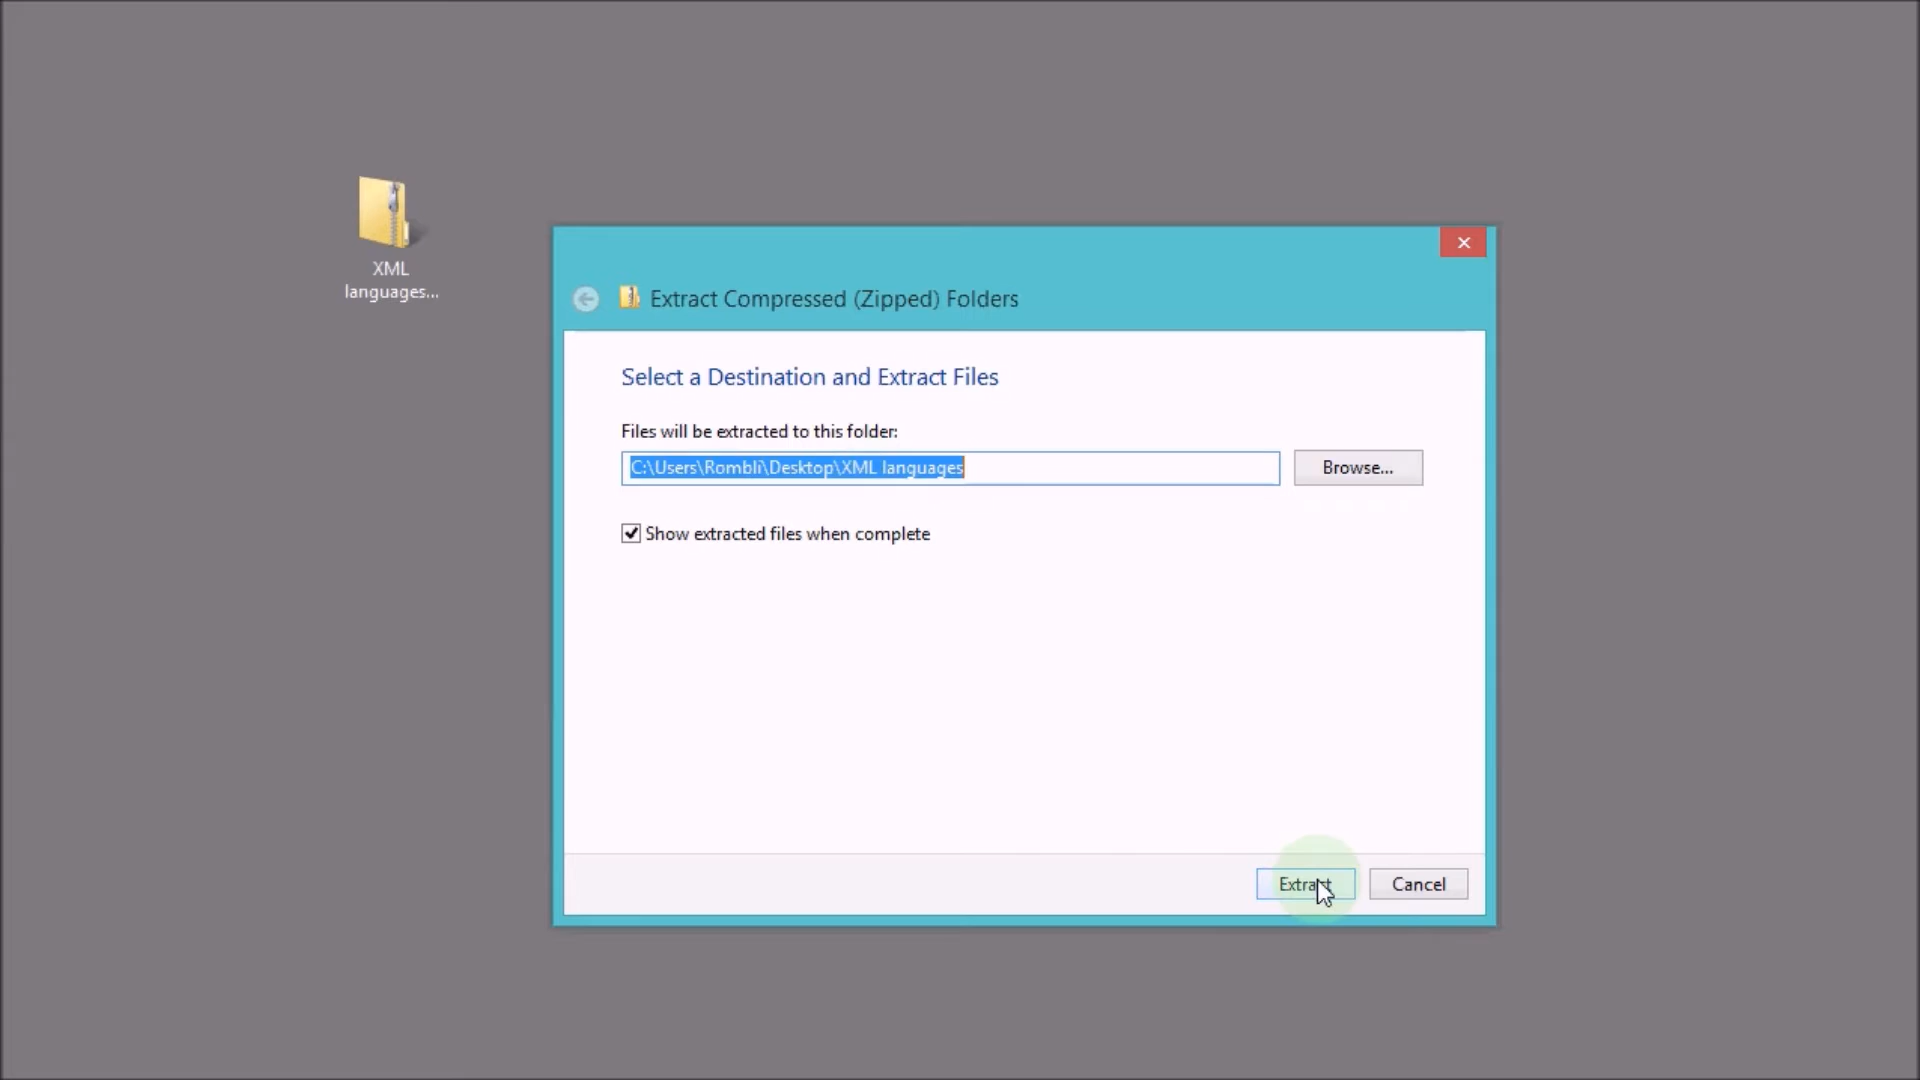 XML
languages...
Extract Compressed (Zipped) Folders
Select a Destination and Extract Files
Files will be extracted to this folder:
C:\Users\Rombli\Desktop\XML languages
Browse...
Show extracted files when complete
Extract
Cancel